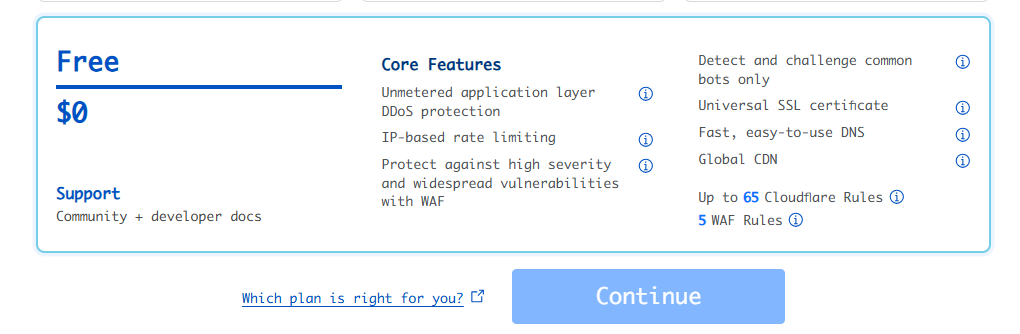 Free
$0
Support
Community + developer docs
Core Features
Unmetered application layer
DDoS protection
IP-based rate limiting
Protect against high severity
and widespread vulnerabilities
with WAF
Detect and challenge common
bots only
Universal SSL certificate
Fast, easy-to-use DNS
Global CDN
Up to 65 Cloudflare Rules
5 WAF Rules
Which plan is right for you?
Continue